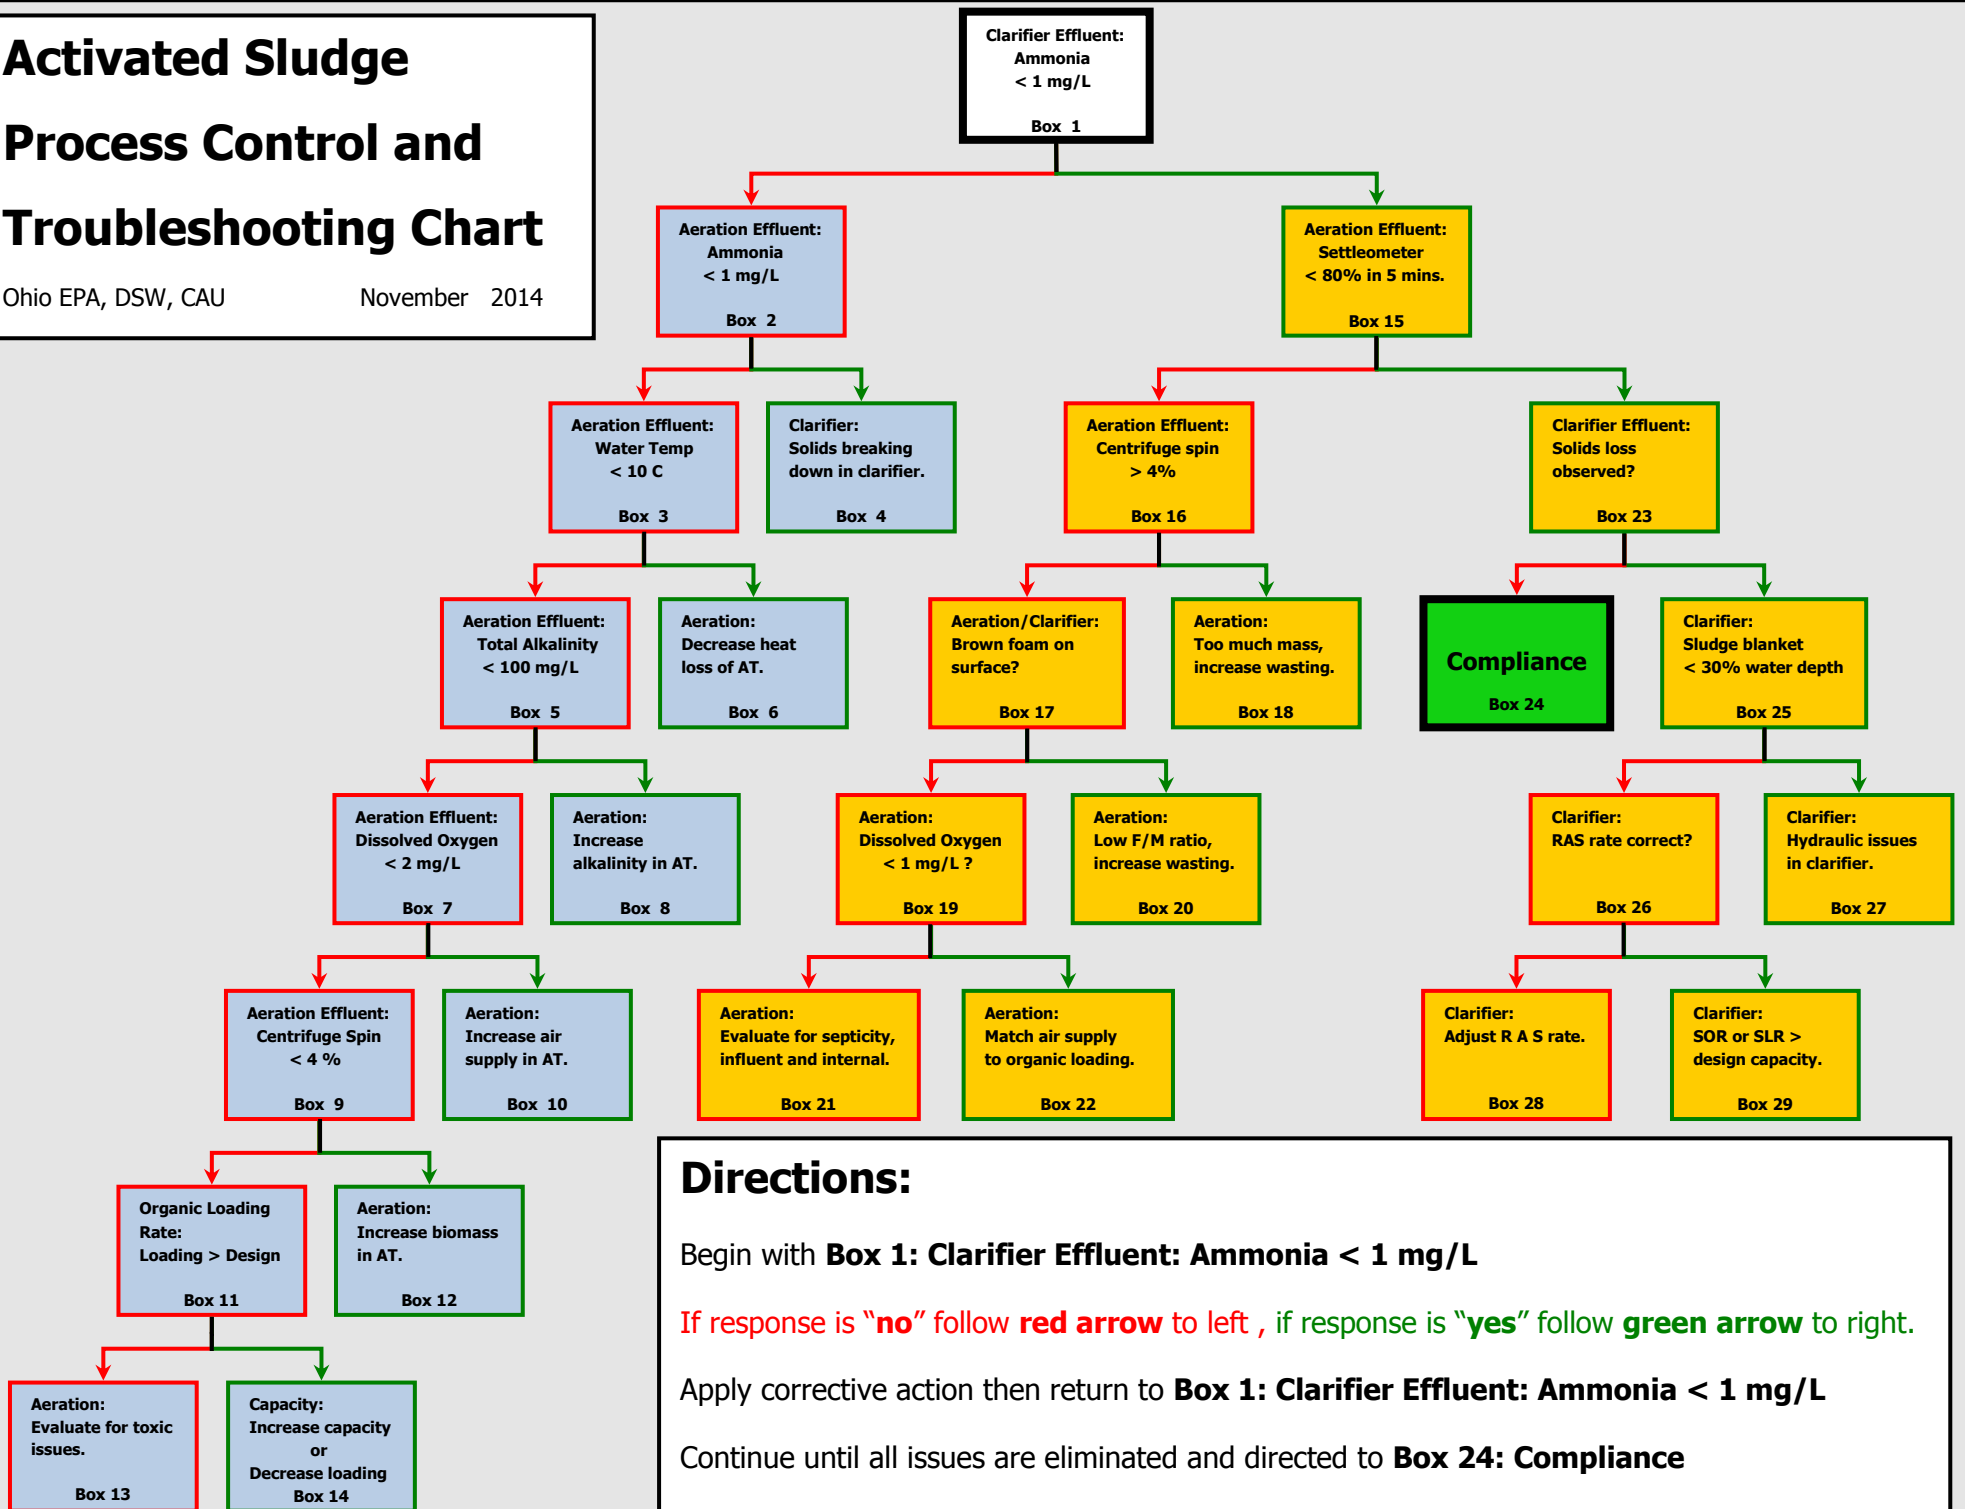 Activated Sludge
Process Control and
Troubleshooting Chart
Ohio EPA, DSW, CAU November 2014
Clarifier Effluent:
Ammonia
< 1 mg/L
Box 1
Aeration Effluent:
Ammonia
< 1 mg/L
Box 2
Aeration Effluent:
Settleometer
< 80% in 5 mins.
Box 15
Aeration Effluent:
Water Temp
< 10 C
Box 3
Clarifier:
Solids breaking
down in clarifier.
Box 4
Aeration Effluent:
Centrifuge spin
> 4%
Box 16
Clarifier Effluent:
Solids loss
observed?
Box 23
Aeration Effluent:
Total Alkalinity
< 100 mg/L
Box 5
Aeration:
Decrease heat
loss of AT.
Box 6
Aeration/Clarifier:
Brown foam on
surface?
Box 17
Aeration:
Too much mass,
increase wasting.
Box 18
Compliance
Box 24
Clarifier:
Sludge blanket
< 30% water depth
Box 25
Aeration Effluent:
Dissolved Oxygen
< 2 mg/L
Box 7
Aeration:
Increase
alkalinity in AT.
Box 8
Aeration:
Dissolved Oxygen
< 1 mg/L ?
Box 19
Aeration:
Low F/M ratio,
increase wasting.
Box 20
Clarifier:
RAS rate correct?
Box 26
Clarifier:
Hydraulic issues
in clarifier.
Box 27
Aeration Effluent:
Centrifuge Spin
< 4 %
Box 9
Aeration:
Increase air
supply in AT.
Box 10
Aeration:
Evaluate for septicity,
influent and internal.
Box 21
Aeration:
Match air supply
to organic loading.
Box 22
Clarifier:
Adjust R A S rate.
Box 28
Clarifier:
SOR or SLR >
design capacity.
Box 29
Organic Loading
Rate:
Loading > Design
Box 11
Aeration:
Increase biomass
in AT.
Box 12
Aeration:
Evaluate for toxic
issues.
Box 13
Capacity:
Increase capacity
or
Decrease loading
Box 14
Directions:
Begin with Box 1: Clarifier Effluent: Ammonia < 1 mg/L
If response is “no” follow red arrow to left , if response is “yes” follow green arrow to right.
Apply corrective action then return to Box 1: Clarifier Effluent: Ammonia < 1 mg/L
Continue until all issues are eliminated and directed to Box 24: Compliance